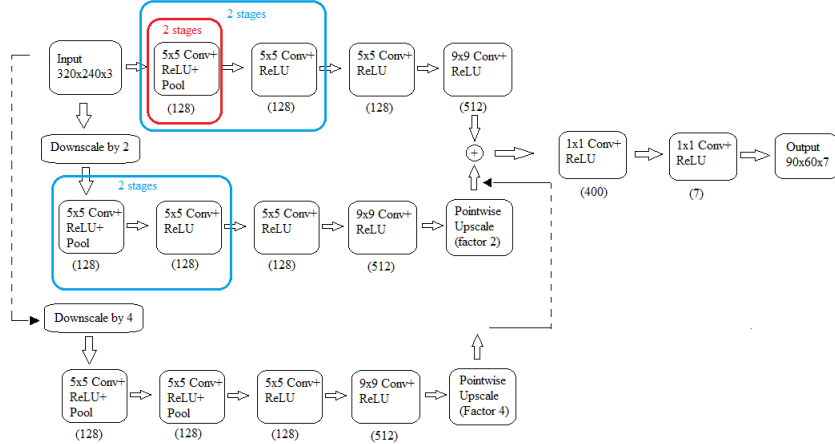 2 stages
2 stages
Input
320x240x3
5x5 Conv+
ReLU+
Pool
(128)
5x5 Conv+
ReLU
(128)
5x5 Conv+
ReLU
(128)
9x9 Conv+
ReLU
(512)
+
1x1 Conv+
ReLU
(400)
1x1 Conv+
ReLU
(7)
Output
90x60x7
Downscale by 2
2 stages
5x5 Conv+
ReLU+
Pool
(128)
5x5 Conv+
ReLU
(128)
5x5 Conv+
ReLU
(128)
9x9 Conv+
ReLU
(512)
Pointwise
Upscale
(factor 2)
Downscale by 4
5x5 Conv+
ReLU+
Pool
(128)
5x5 Conv+
ReLU+
Pool
(128)
5x5 Conv+
ReLU
(128)
9x9 Conv+
ReLU
(512)
Pointwise
Upscale
(Factor 4)